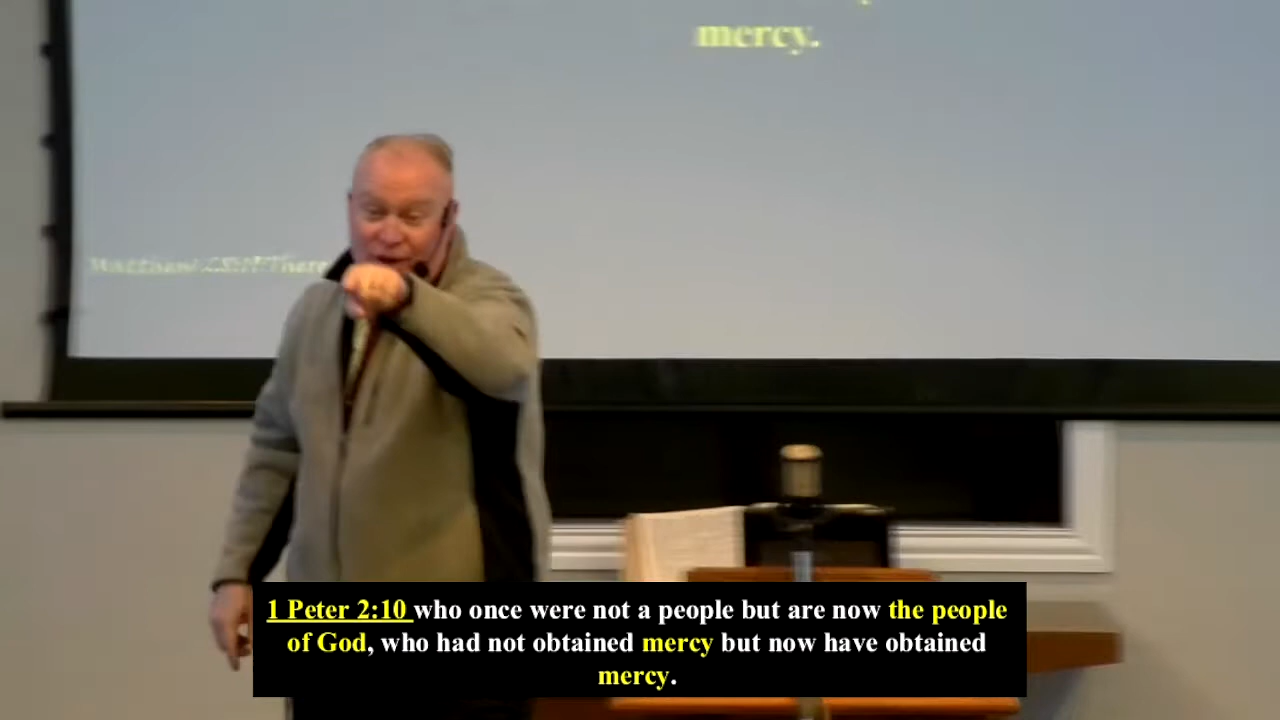 mercy.
There
1 Peter 2:10 who once were not a people but are now the people
of God, who had not obtained mercy but now have obtained
mercy.